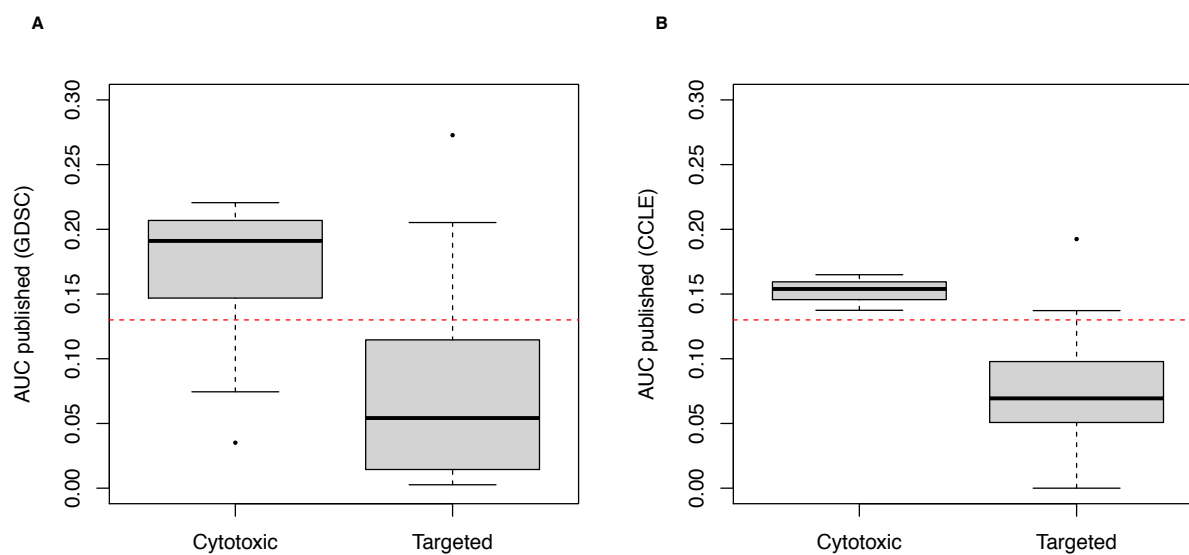 A
AUC published (GDSC)
0.30
0.25
0.20
0.15
0.10
0.05
0.00
Cytotoxic Targeted
B
AUC published (CCLE)
0.30
0.25
0.20
0.15
0.10
0.05
0.00
Cytotoxic Targeted